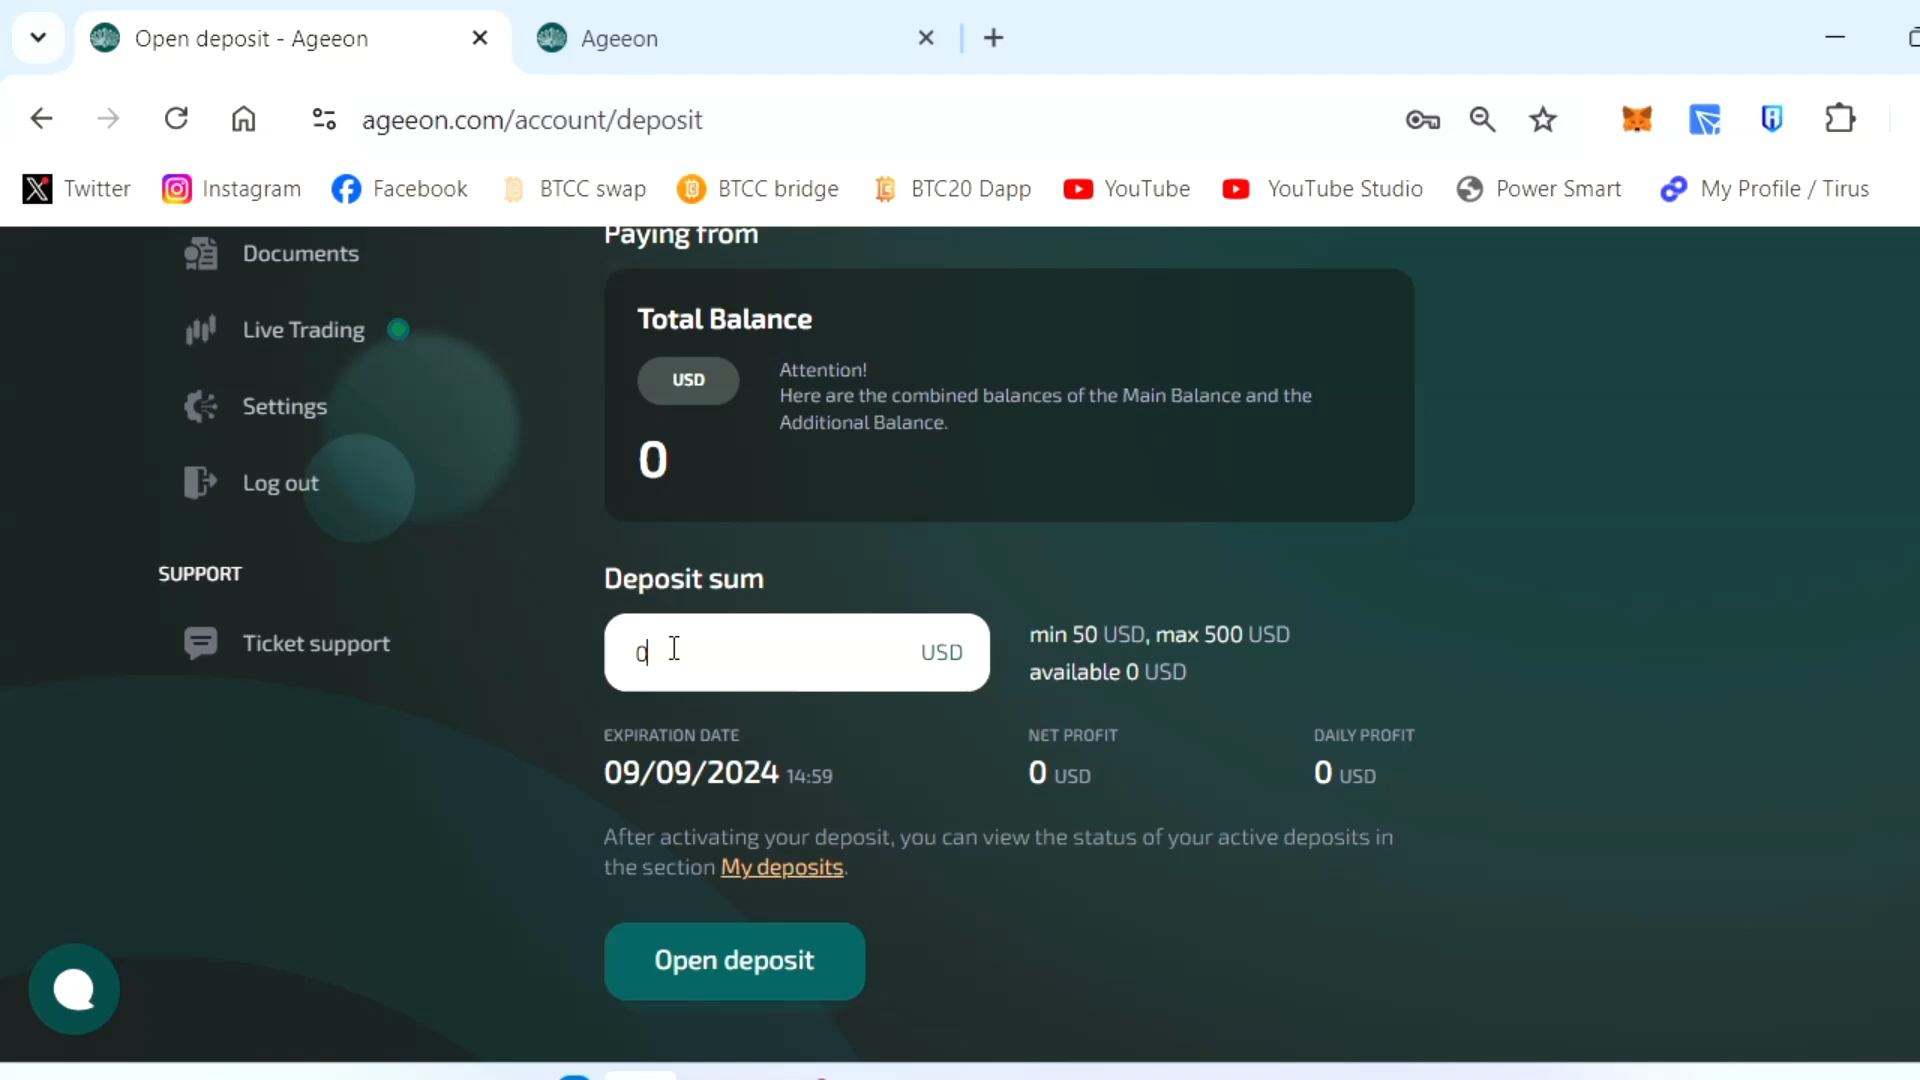 Open deposit - Ageeon
Ageeon
ageeon.com/account/deposit
Twitter
Instagram
Facebook
BTCC swap
BTCC bridge
BTC20 Dapp
YouTube
YouTube Studio
Power Smart
My Profile / Tirus
Documents
Live Trading
Settings
Log out
SUPPORT
Ticket support
Paying from
Total Balance
USD
Attention!
Here are the combined balances of the Main Balance and the
Additional Balance.
0
Deposit sum
0 USD
min 50 USD, max 500 USD
available 0 USD
EXPIRATION DATE
09/09/2024 14:59
NET PROFIT
0 USD
DAILY PROFIT
0 USD
After activating your deposit, you can view the status of your active deposits in
the section My deposits.
Open deposit